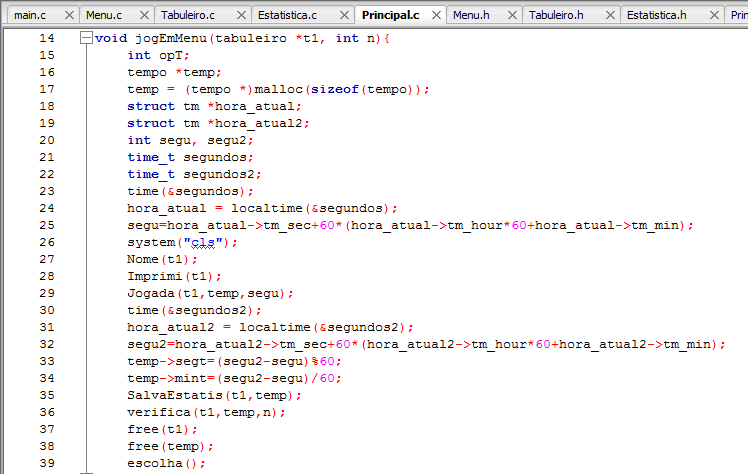 main.c Menu.c Tabuleiro.c Estatistica.c Principal.c Menu.h Tabuleiro.h Estatistica.h
14 void jogEmMenu(tabuleiro *t1, int n){
15 int opT;
16 tempo *temp;
17 temp = (tempo *)malloc(sizeof(tempo));
18 struct tm *hora_atual;
19 struct tm *hora_atual2;
20 int segu, segu2;
21 time_t segundos;
22 time_t segundos2;
23 time(&segundos);
24 hora_atual = localtime(&segundos);
25 segu=hora_atual->tm_sec+60*(hora_atual->tm_hour*60+hora_atual->tm_min);
26 system("cls");
27 Nome(t1);
28 Imprimi(t1);
29 Jogada(t1,temp,segu);
30 time(&segundos2);
31 hora_atual2 = localtime(&segundos2);
32 segu2=hora_atual2->tm_sec+60*(hora_atual2->tm_hour*60+hora_atual2->tm_min);
33 temp->segt=(segu2-segu)%60;
34 temp->mint=(segu2-segu)/60;
35 SalvaEstatis(t1,temp);
36 verifica(t1,temp,n);
37 free(t1);
38 free(temp);
39 escolha();